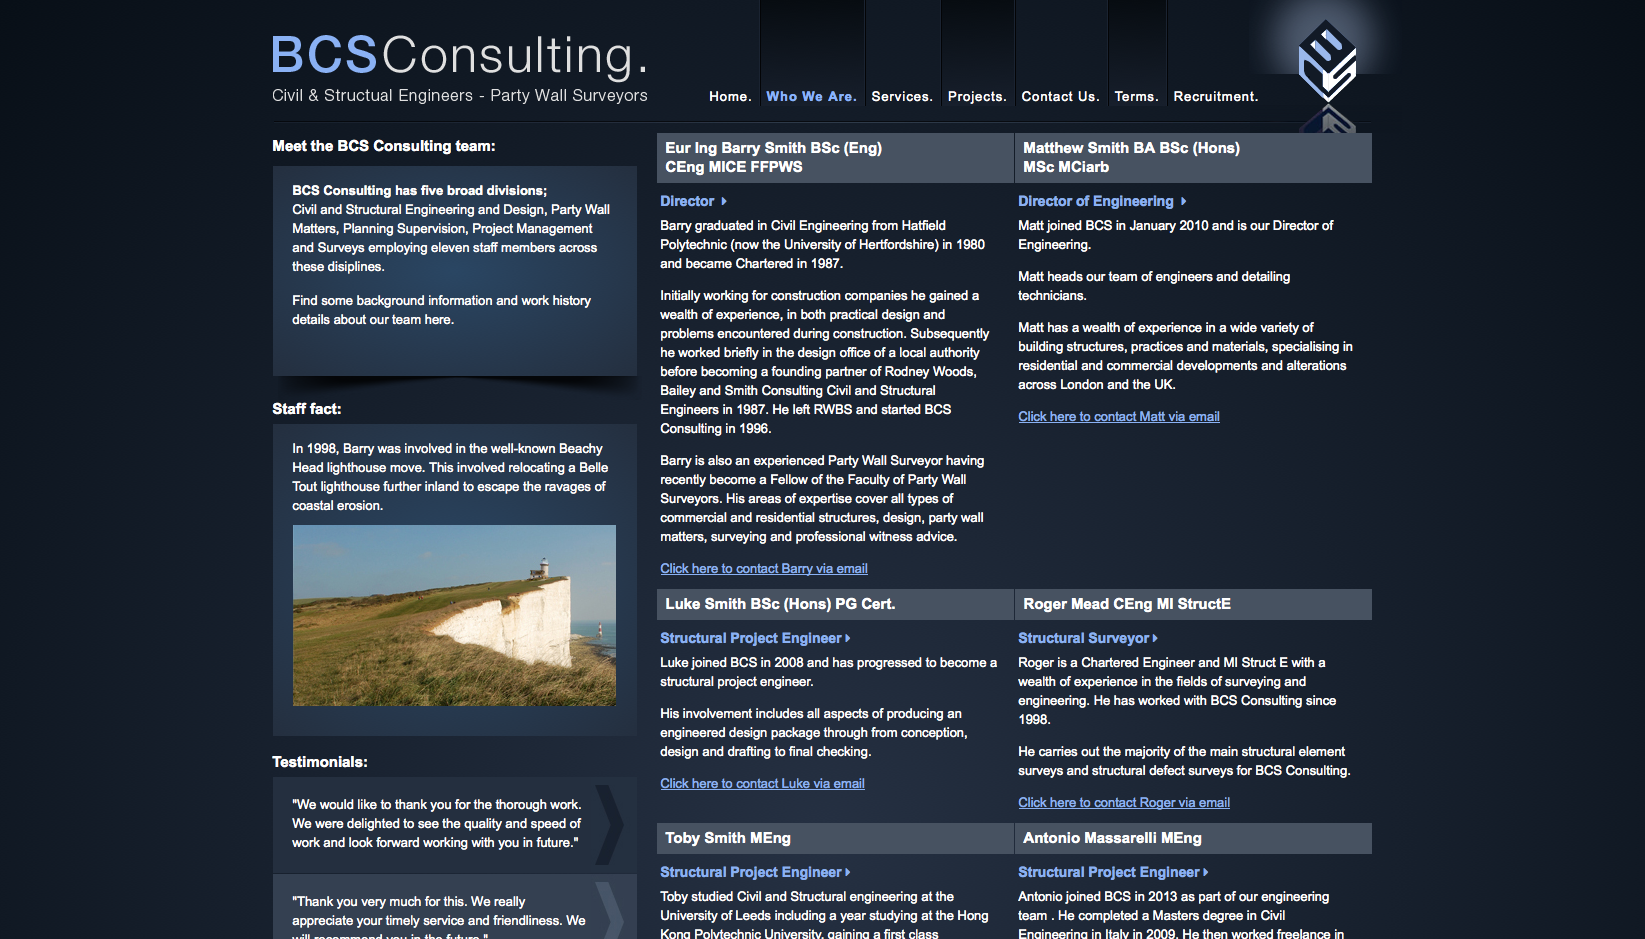 BCSConsulting.
Civil & Structual Engineers - Party Wall Surveyors
Home.
Who We Are.
Services.
Projects.
Contact Us.
Terms.
Recruitment.
Meet the BCS Consulting team:
BCS Consulting has five broad divisions;
Civil and Structural Engineering and Design, Party Wall
Matters, Planning Supervision, Project Management
and Surveys employing eleven staff members across
these disiplines.
Find some background information and work history
details about our team here.
Staff fact:
In 1998, Barry was involved in the well-known Beachy
Head lighthouse move. This involved relocating a Belle
Tout lighthouse further inland to escape the ravages of
coastal erosion.
Testimonials:
"We would like to thank you for the thorough work.
We were delighted to see the quality and speed of
work and look forward working with you in future."
"Thank you very much for this. We really
appreciate your timely service and friendliness. We
will recommend you in the future."
Eur Ing Barry Smith BSc (Eng)
CEng MICE FFPWS
Director
Barry graduated in Civil Engineering from Hatfield
Polytechnic (now the University of Hertfordshire) in 1980
and became Chartered in 1987.
Initially working for construction companies he gained a
wealth of experience, in both practical design and
problems encountered during construction. Subsequently
he worked briefly in the design office of a local authority
before becoming a founding partner of Rodney Woods,
Bailey and Smith Consulting Civil and Structural
Engineers in 1987. He left RWBS and started BCS
Consulting in 1996.
Barry is also an experienced Party Wall Surveyor having
recently become a Fellow of the Faculty of Party Wall
Surveyors. His areas of expertise cover all types of
commercial and residential structures, design, party wall
matters, surveying and professional witness advice.
Click here to contact Barry via email
Matthew Smith BA BSc (Hons)
MSc MCiarb
Director of Engineering
Matt joined BCS in January 2010 and is our Director of
Engineering.
Matt heads our team of engineers and detailing
technicians.
Matt has a wealth of experience in a wide variety of
building structures, practices and materials, specialising in
residential and commercial developments and alterations
across London and the UK.
Click here to contact Matt via email
Luke Smith BSc (Hons) PG Cert.
Structural Project Engineer
Luke joined BCS in 2008 and has progressed to become a
structural project engineer.
His involvement includes all aspects of producing an
engineered design package through from conception,
design and drafting to final checking.
Click here to contact Luke via email
Roger Mead CEng MI StructE
Structural Surveyor
Roger is a Chartered Engineer and MI Struct E with a
wealth of experience in the fields of surveying and
engineering. He has worked with BCS Consulting since
1998.
He carries out the majority of the main structural element
surveys and structural defect surveys for BCS Consulting.
Click here to contact Roger via email
Toby Smith MEng
Structural Project Engineer
Toby studied Civil and Structural engineering at the
University of Leeds including a year studying at the Hong
Kong Polytechnic University, gaining a first class
Antonio Massarelli MEng
Structural Project Engineer
Antonio joined BCS in 2013 as part of our engineering
team . He completed a Masters degree in Civil
Engineering in Italy in 2009. He then worked freelance in